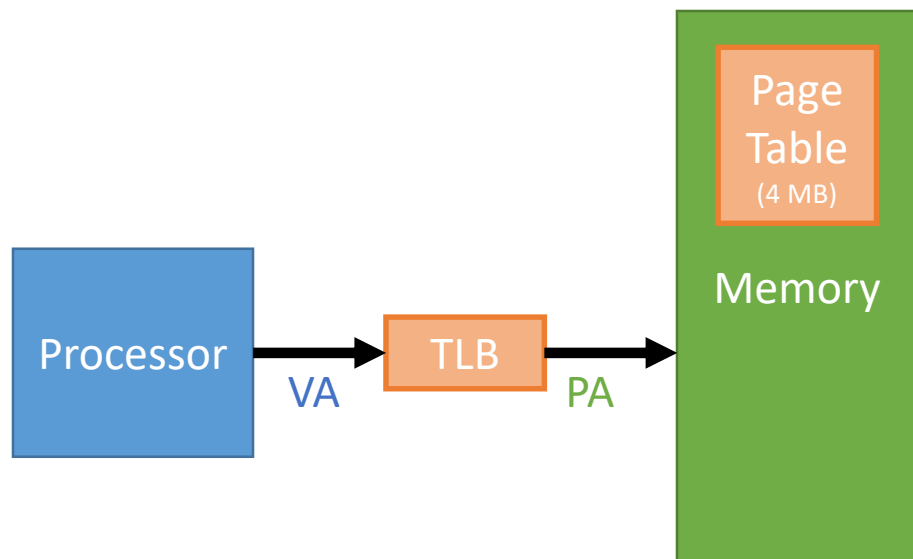 Page
Table
(4 MB)
Memory
Processor
TLB
VA
PA